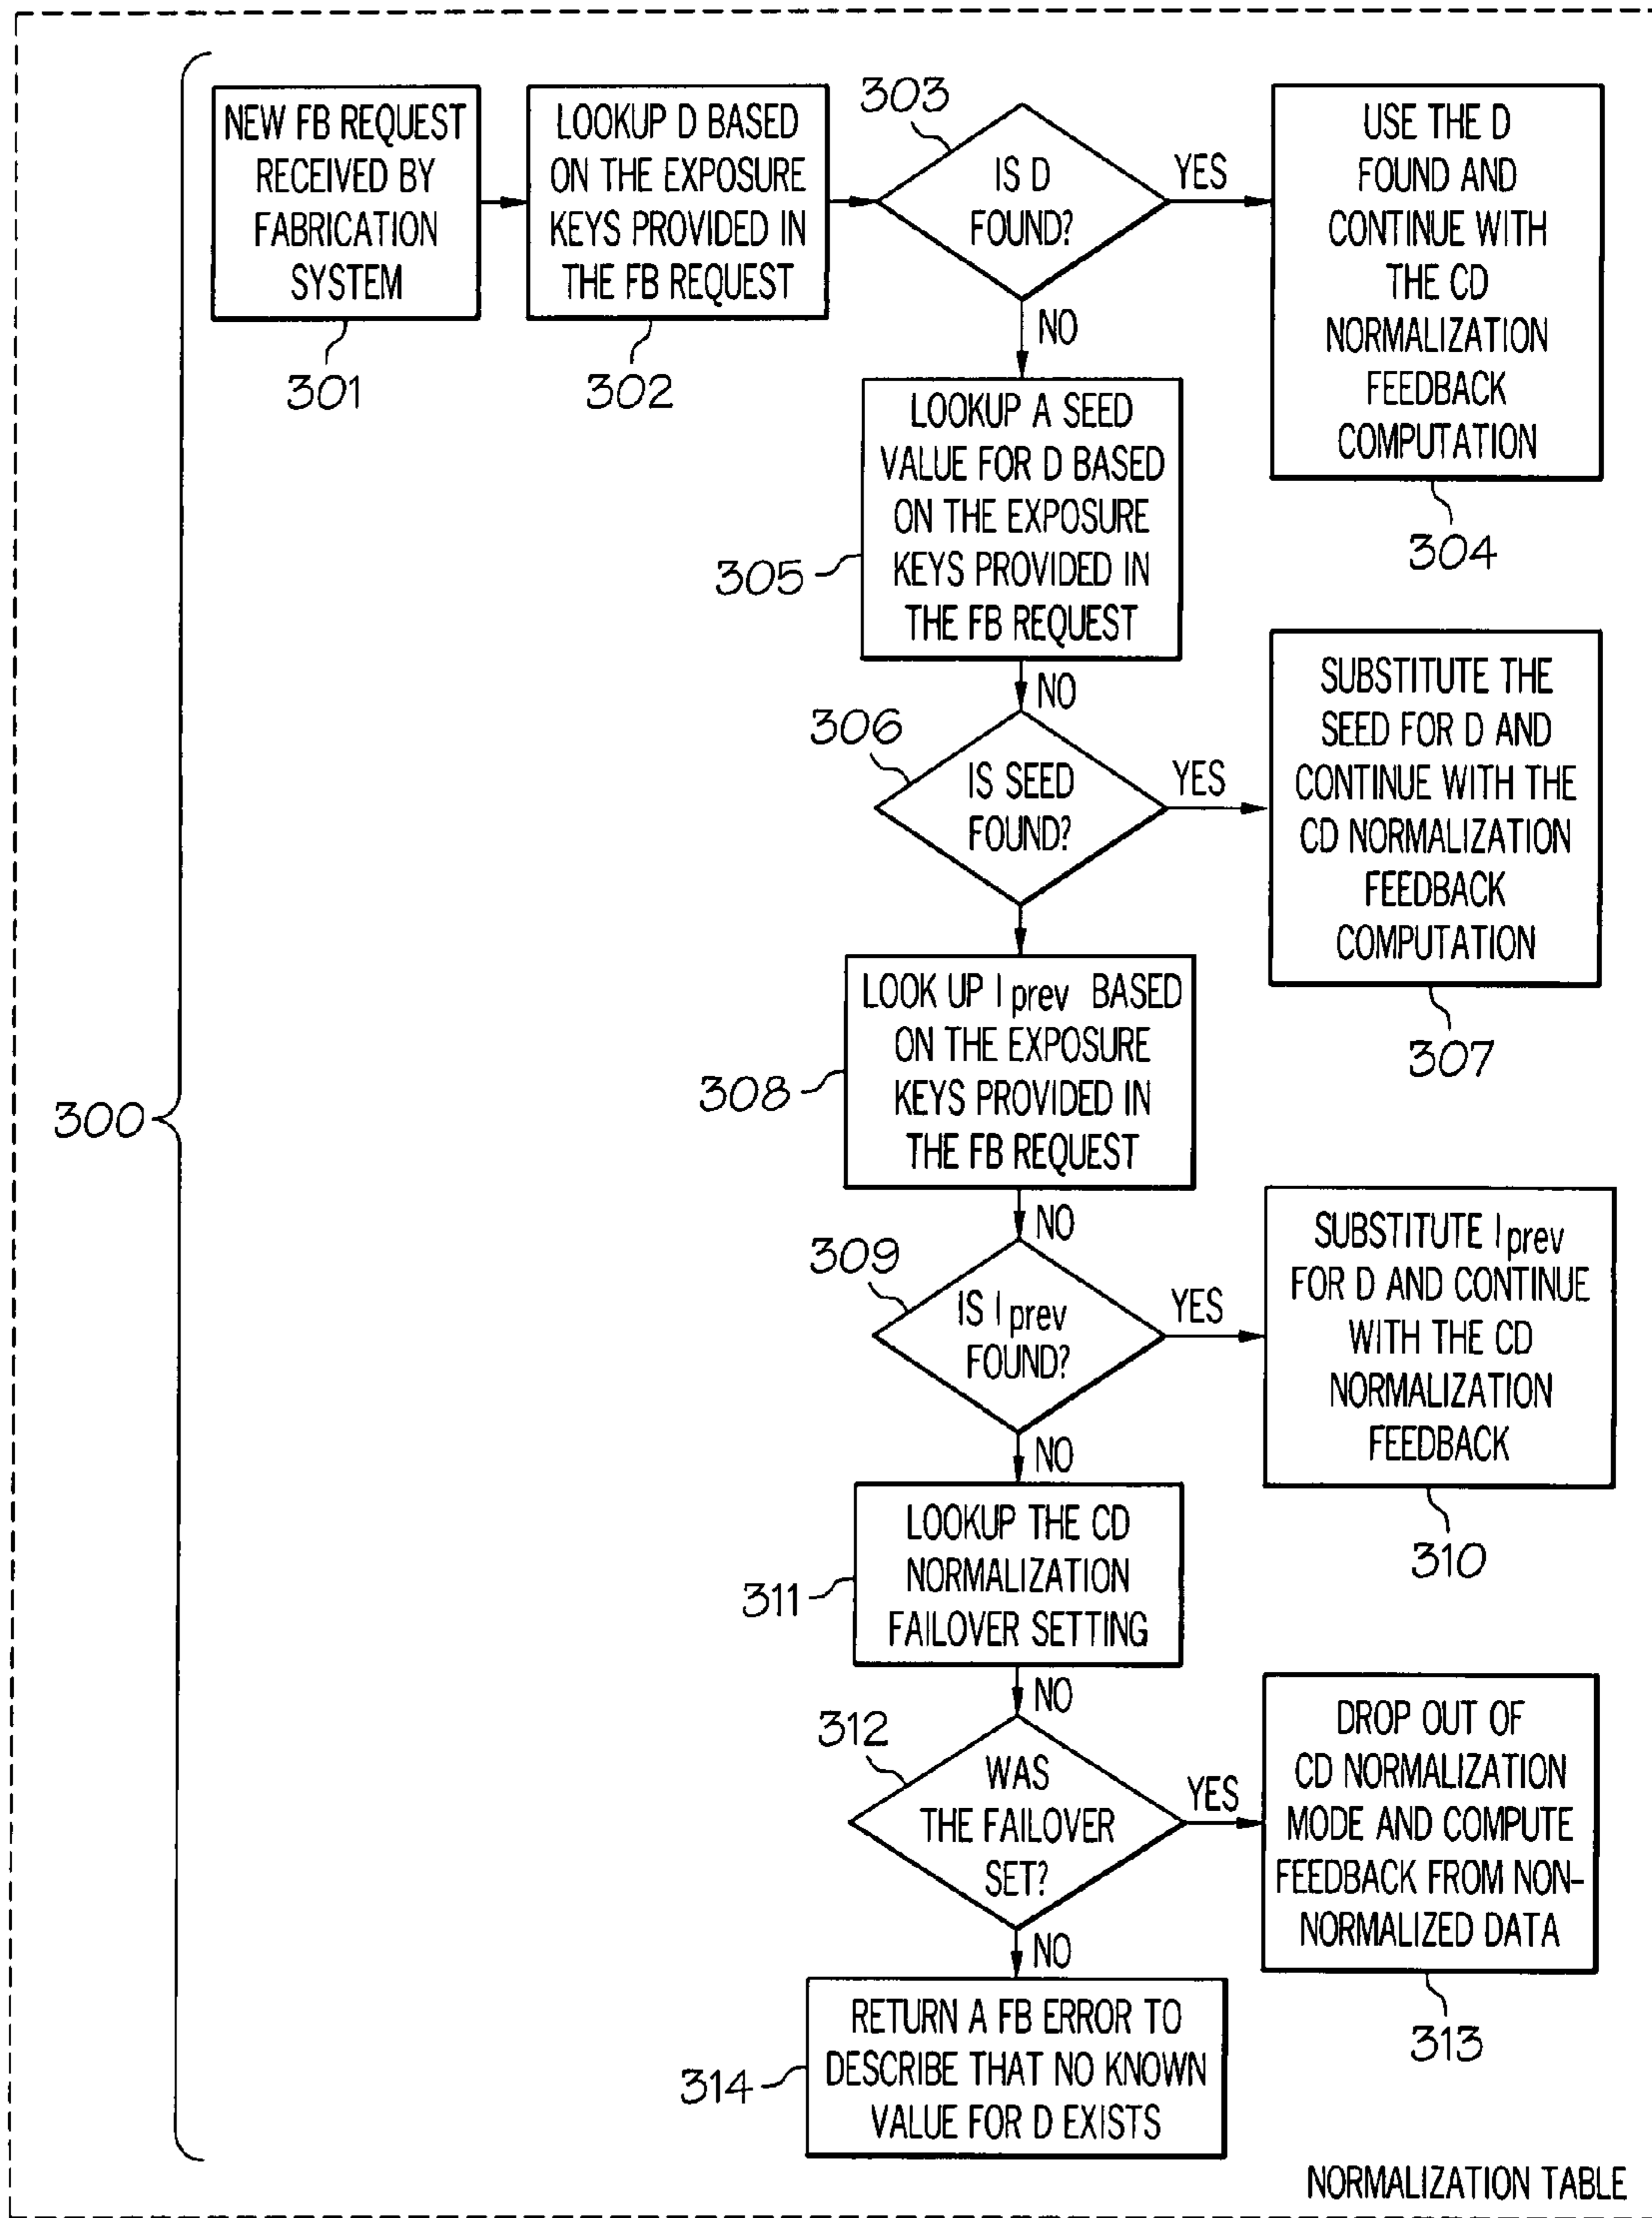 NEW FB REQUEST
RECEIVED BY
FABRICATION
SYSTEM
301
LOOKUP D BASED
ON THE EXPOSURE
KEYS PROVIDED IN
THE FB REQUEST
302
303
IS D
FOUND?
YES
NO
USE THE D
FOUND AND
CONTINUE WITH
THE CD
NORMALIZATION
FEEDBACK
COMPUTATION
304
LOOKUP A SEED
VALUE FOR D BASED
ON THE EXPOSURE
KEYS PROVIDED IN
THE FB REQUEST
305
NO
306
IS SEED
FOUND?
YES
SUBSTITUTE THE
SEED FOR D AND
CONTINUE WITH THE
CD NORMALIZATION
FEEDBACK
COMPUTATION
307
LOOK UP I prev BASED
ON THE EXPOSURE
KEYS PROVIDED IN
THE FB REQUEST
308
300
NO
309
IS I prev
FOUND?
YES
NO
SUBSTITUTE I prev
FOR D AND CONTINUE
WITH THE CD
NORMALIZATION
FEEDBACK
310
LOOKUP THE CD
NORMALIZATION
FAILOVER SETTING
311
NO
312
WAS
THE FAILOVER
SET?
YES
NO
DROP OUT OF
CD NORMALIZATION
MODE AND COMPUTE
FEEDBACK FROM NON-
NORMALIZED DATA
313
RETURN A FB ERROR TO
DESCRIBE THAT NO KNOWN
VALUE FOR D EXISTS
314
NORMALIZATION TABLE